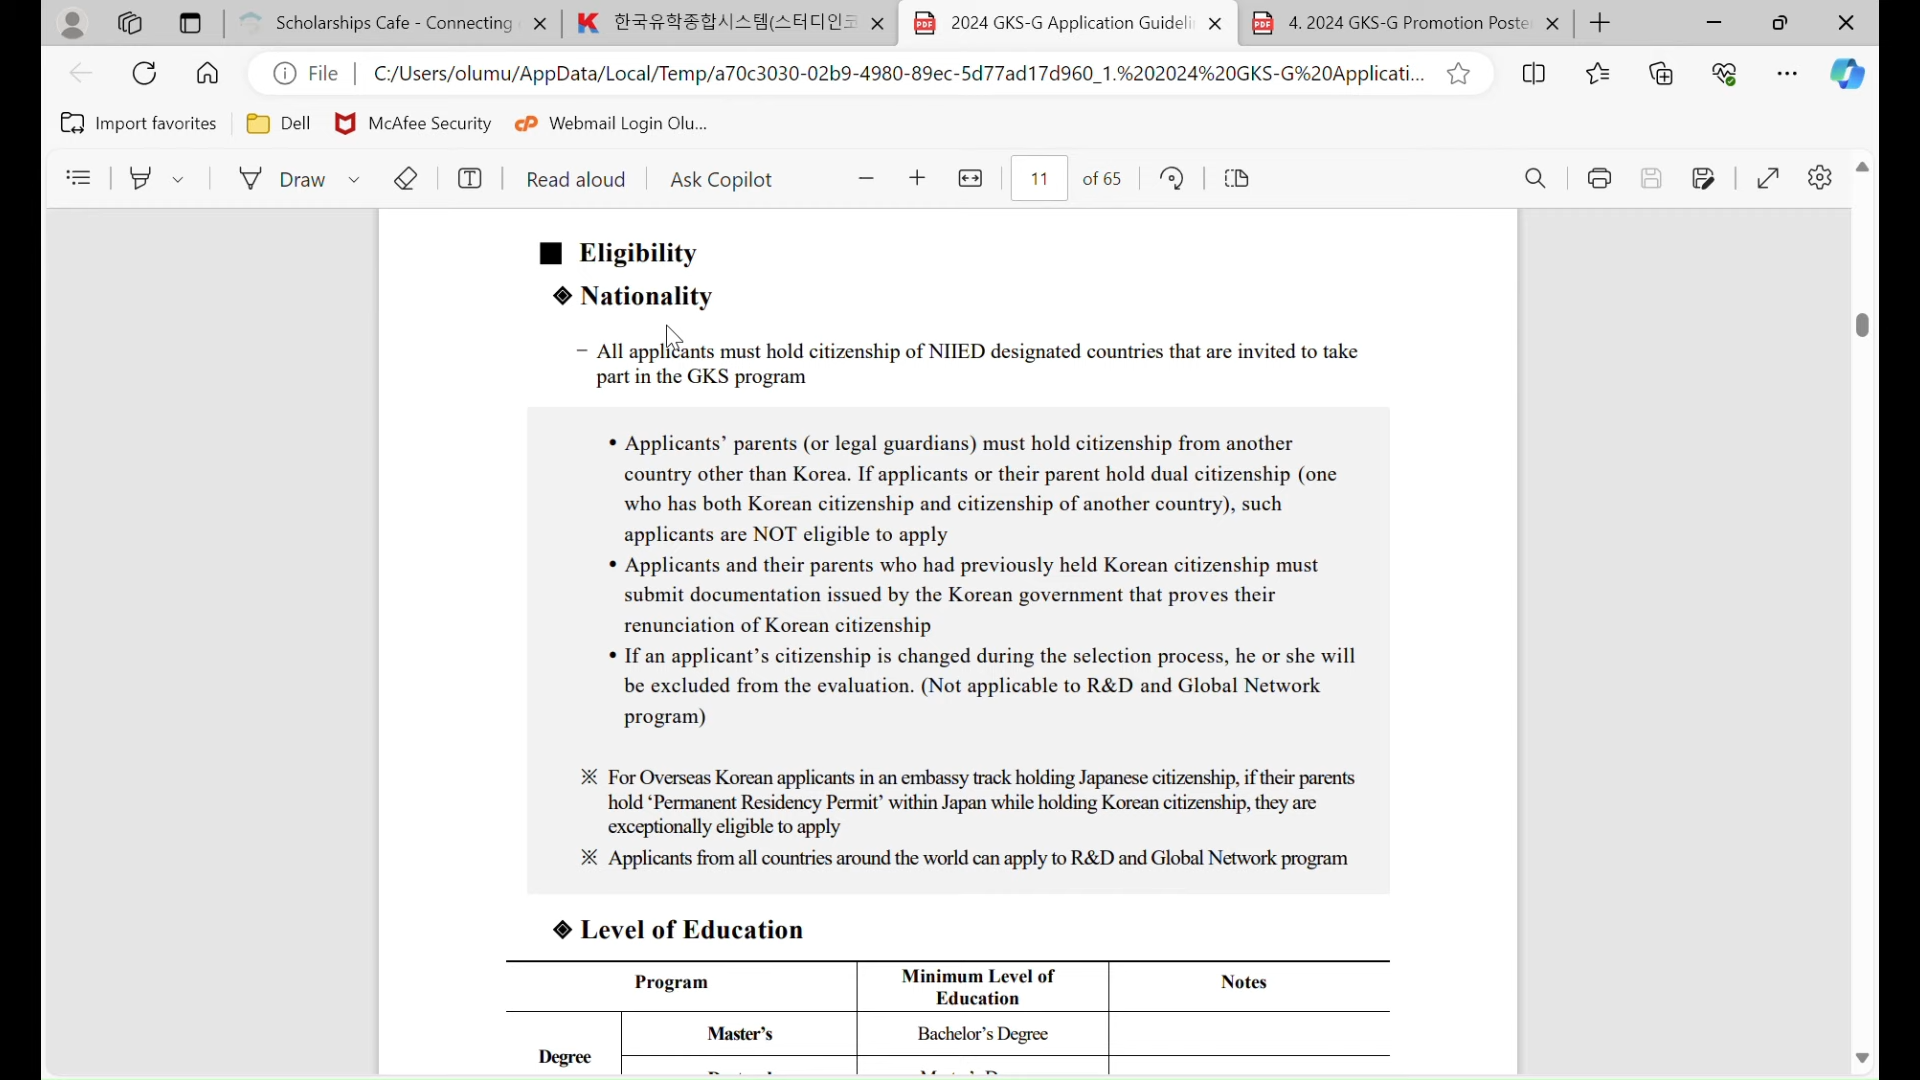 Scholarships Cafe - Connecting
한국유학종합시스템(스터디인코
2024 GKS-G Application Guideli
4. 2024 GKS-G Promotion Poste
File
C:/Users/olumu/AppData/Local/Temp/a70c3030-02b9-4980-89ec-5d77ad17d960_1.%202024%20GKS-G%20Applicati...
Import favorites
Dell
McAfee Security
Webmail Login Olu...
Draw
Read aloud
Ask Copilot
11 of 65
■ Eligibility
◈ Nationality
– All applicants must hold citizenship of NIIED designated countries that are invited to take
part in the GKS program
• Applicants’ parents (or legal guardians) must hold citizenship from another
country other than Korea. If applicants or their parent hold dual citizenship (one
who has both Korean citizenship and citizenship of another country), such
applicants are NOT eligible to apply
• Applicants and their parents who had previously held Korean citizenship must
submit documentation issued by the Korean government that proves their
renunciation of Korean citizenship
• If an applicant’s citizenship is changed during the selection process, he or she will
be excluded from the evaluation. (Not applicable to R&D and Global Network
program)
※ For Overseas Korean applicants in an embassy track holding Japanese citizenship, if their parents
hold ‘Permanent Residency Permit’ within Japan while holding Korean citizenship, they are
exceptionally eligible to apply
※ Applicants from all countries around the world can apply to R&D and Global Network program
◈ Level of Education
Program
Minimum Level of
Education
Notes
Degree
Master’s
Bachelor’s Degree